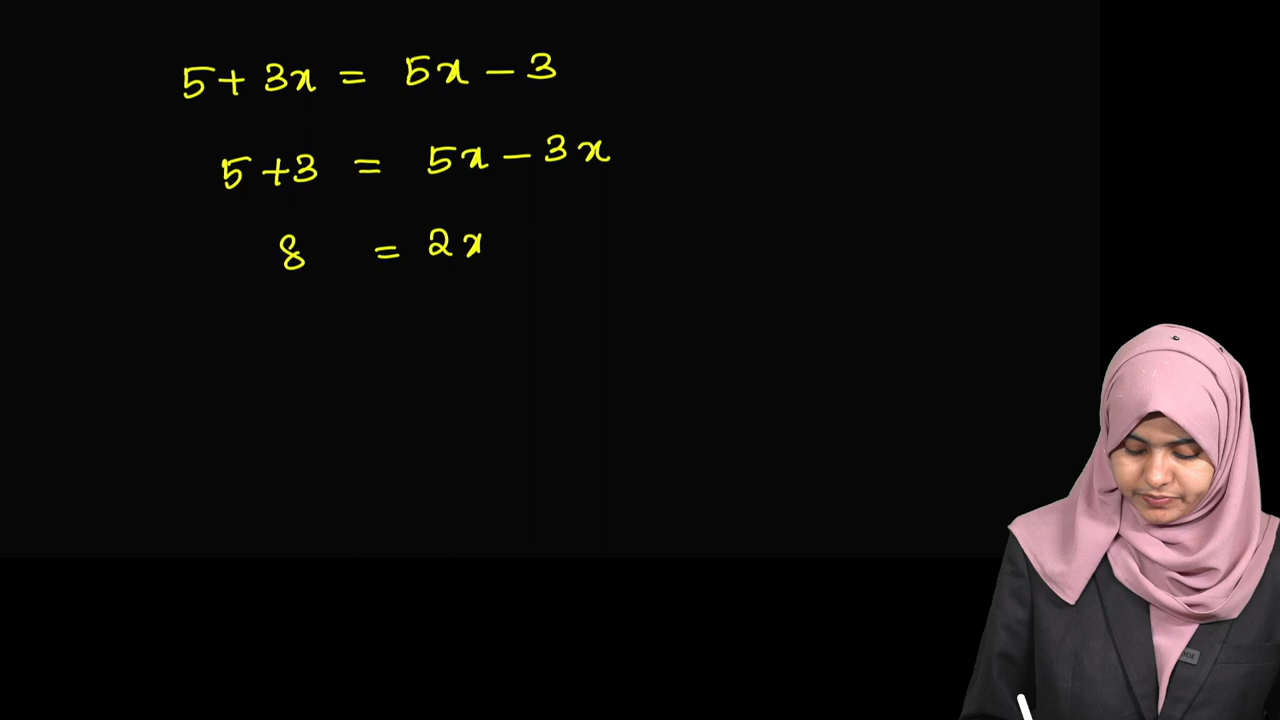 5 + 3x = 5x - 3
5 + 3 = 5x - 3x
8 = 2x